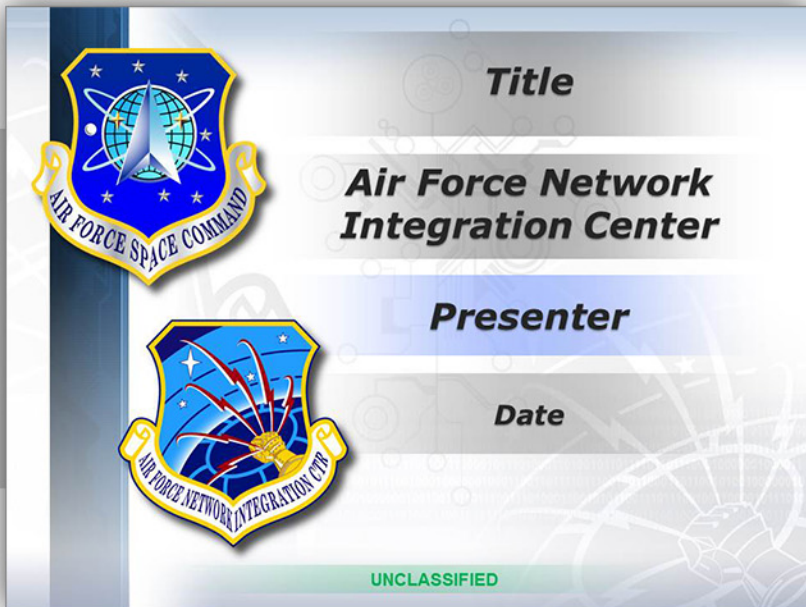 Title
Air Force Network
Integration Center
Presenter
Date
AIR FORCE SPACE COMMAND
AIR FORCE NETWORK INTEGRATION CTR
UNCLASSIFIED